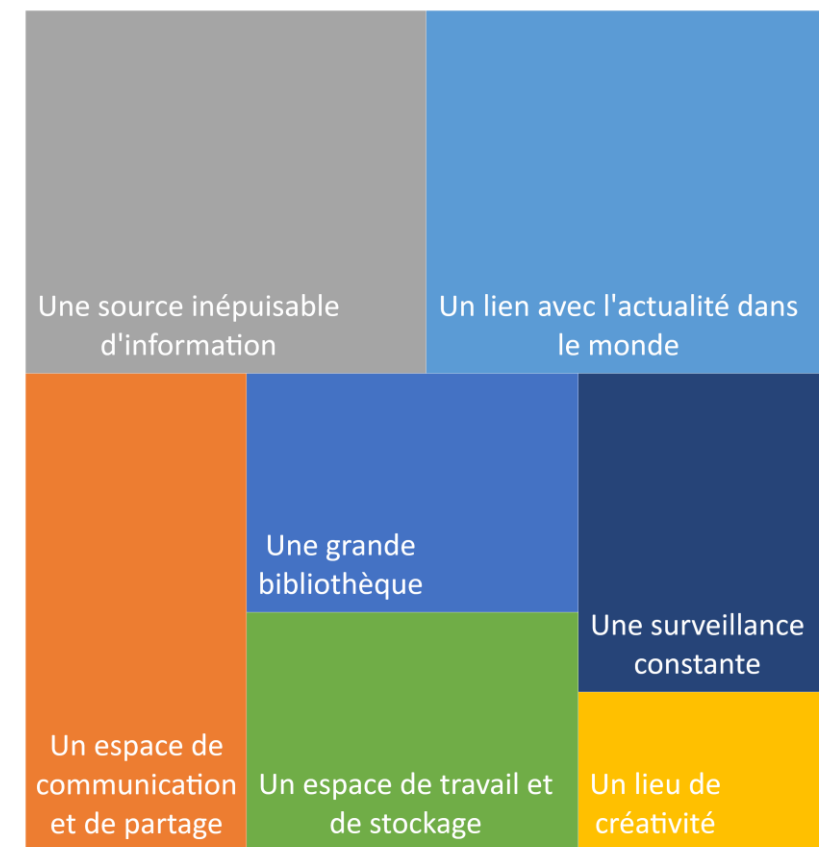 Une source inépuisable
d'information
Un lien avec l'actualité dans
le monde
Un espace de
communication
et de partage
Une grande
bibliothèque
Un espace de travail et
de stockage
Une surveillance
constante
Un lieu de
créativité